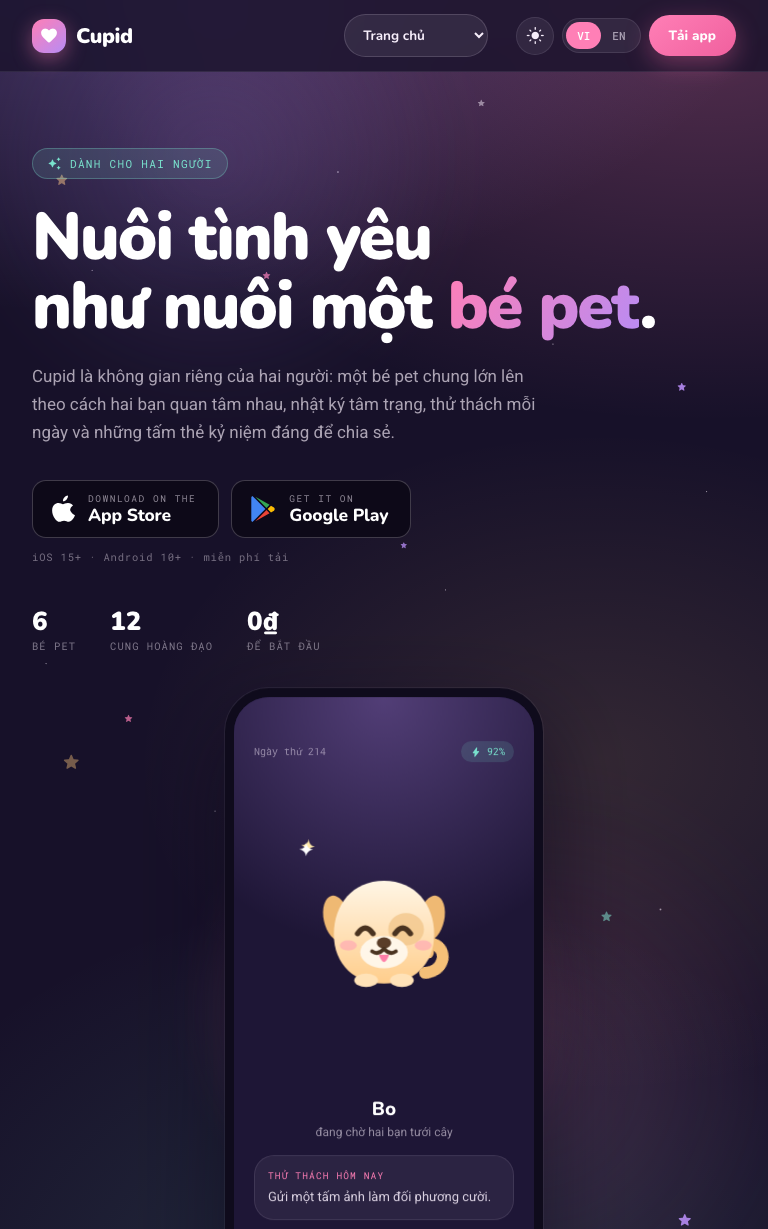 Cupid
Trang chủ
VI
EN
Tải app
DÀNH CHO HAI NGƯỜI
Nuôi tình yêu
như nuôi một bé pet.
Cupid là không gian riêng của hai người: một bé pet chung lớn lên
theo cách hai bạn quan tâm nhau, nhật ký tâm trạng, thử thách mỗi
ngày và những tấm thẻ kỷ niệm đáng để chia sẻ.
DOWNLOAD ON THE
App Store
GET IT ON
Google Play
iOS 15+ · Android 10+ · miễn phí tải
6
BÉ PET
12
CUNG HOÀNG ĐẠO
0₫
ĐỂ BẮT ĐẦU
Ngày thứ 214
92%
Bo
đang chờ hai bạn tưới cây
THỬ THÁCH HÔM NAY
Gửi một tấm ảnh làm đối phương cười.